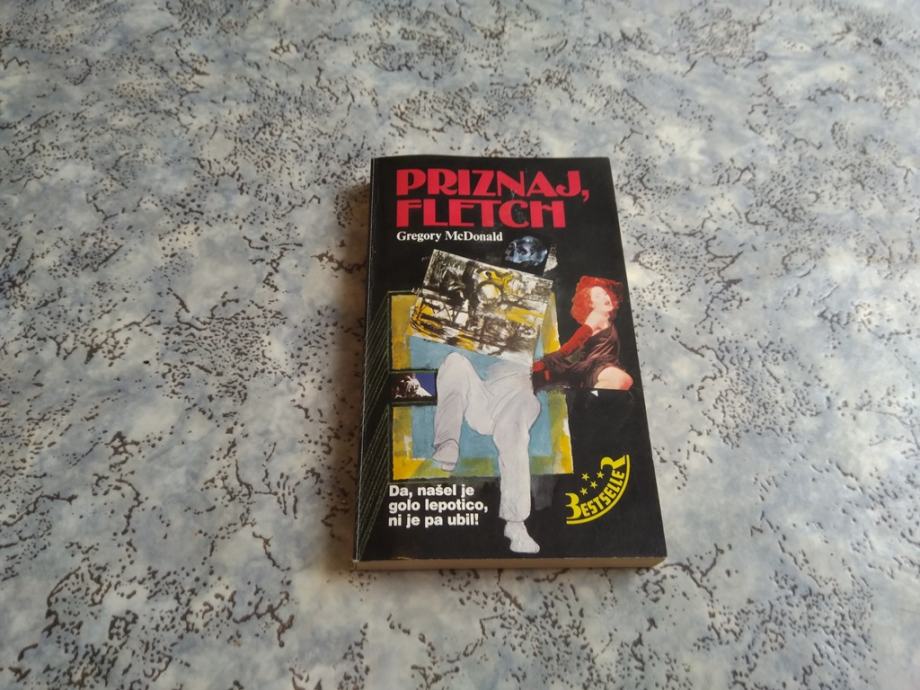 PRIZNAJ,
FLETCH
Gregory McDonald
Da, našel je
golo lepotico,
ni je pa ubil!
BESTSELLER